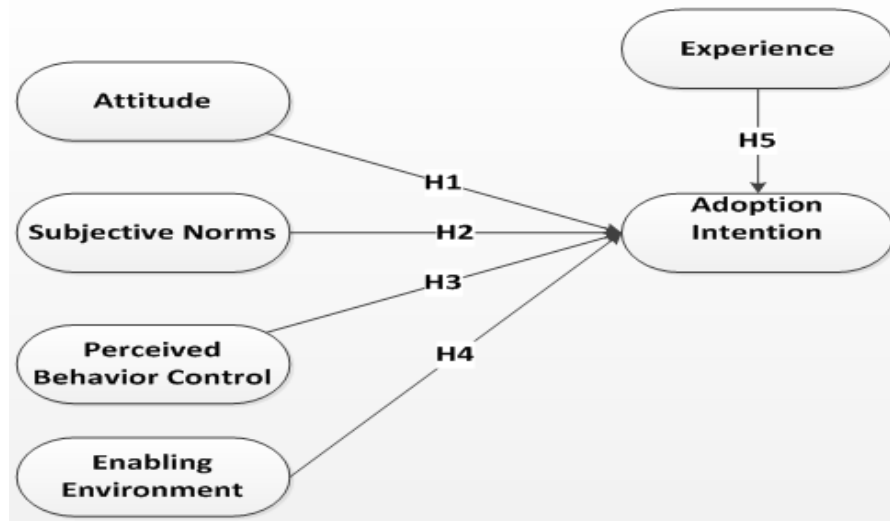 Experience
Attitude
H5
H1
Adoption
Intention
Subjective Norms
H2
H3
Perceived
Behavior Control
H4
Enabling
Environment